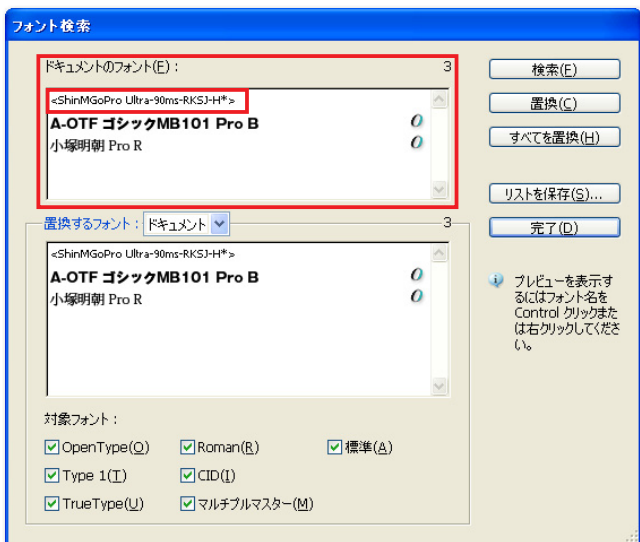 フォント検索
ドキュメントのフォント(E) : 3
<ShinMGoPro Ultra-90ms-RKSJ-H*>
A-OTF ゴシックMB101 Pro B
小塚明朝 Pro R
検索(F)
置換(C)
すべてを置換(H)
リストを保存(S)...
完了(D)
置換するフォント : ドキュメント 3
<ShinMGoPro Ultra-90ms-RKSJ-H*>
A-OTF ゴシックMB101 Pro B
小塚明朝 Pro R
プレビューを表示す
るにはフォント名を
Control クリックまた
は右クリックしてくださ
い。
対象フォント :
OpenType(O) Roman(R) 標準(A)
Type 1(T) CID(I)
TrueType(U) マルチプルマスター(M)